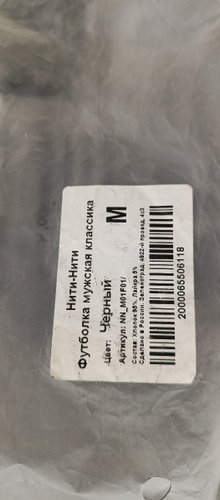 Нити-Нити
Футболка мужская классика
Цвет: Черный M
Артикул: NN_M01F01/
Состав: Хлопок 95%, Лайкра 5%
Сделано в России, Зеленоград, 4922-й проезд, 4с3
2000065506118